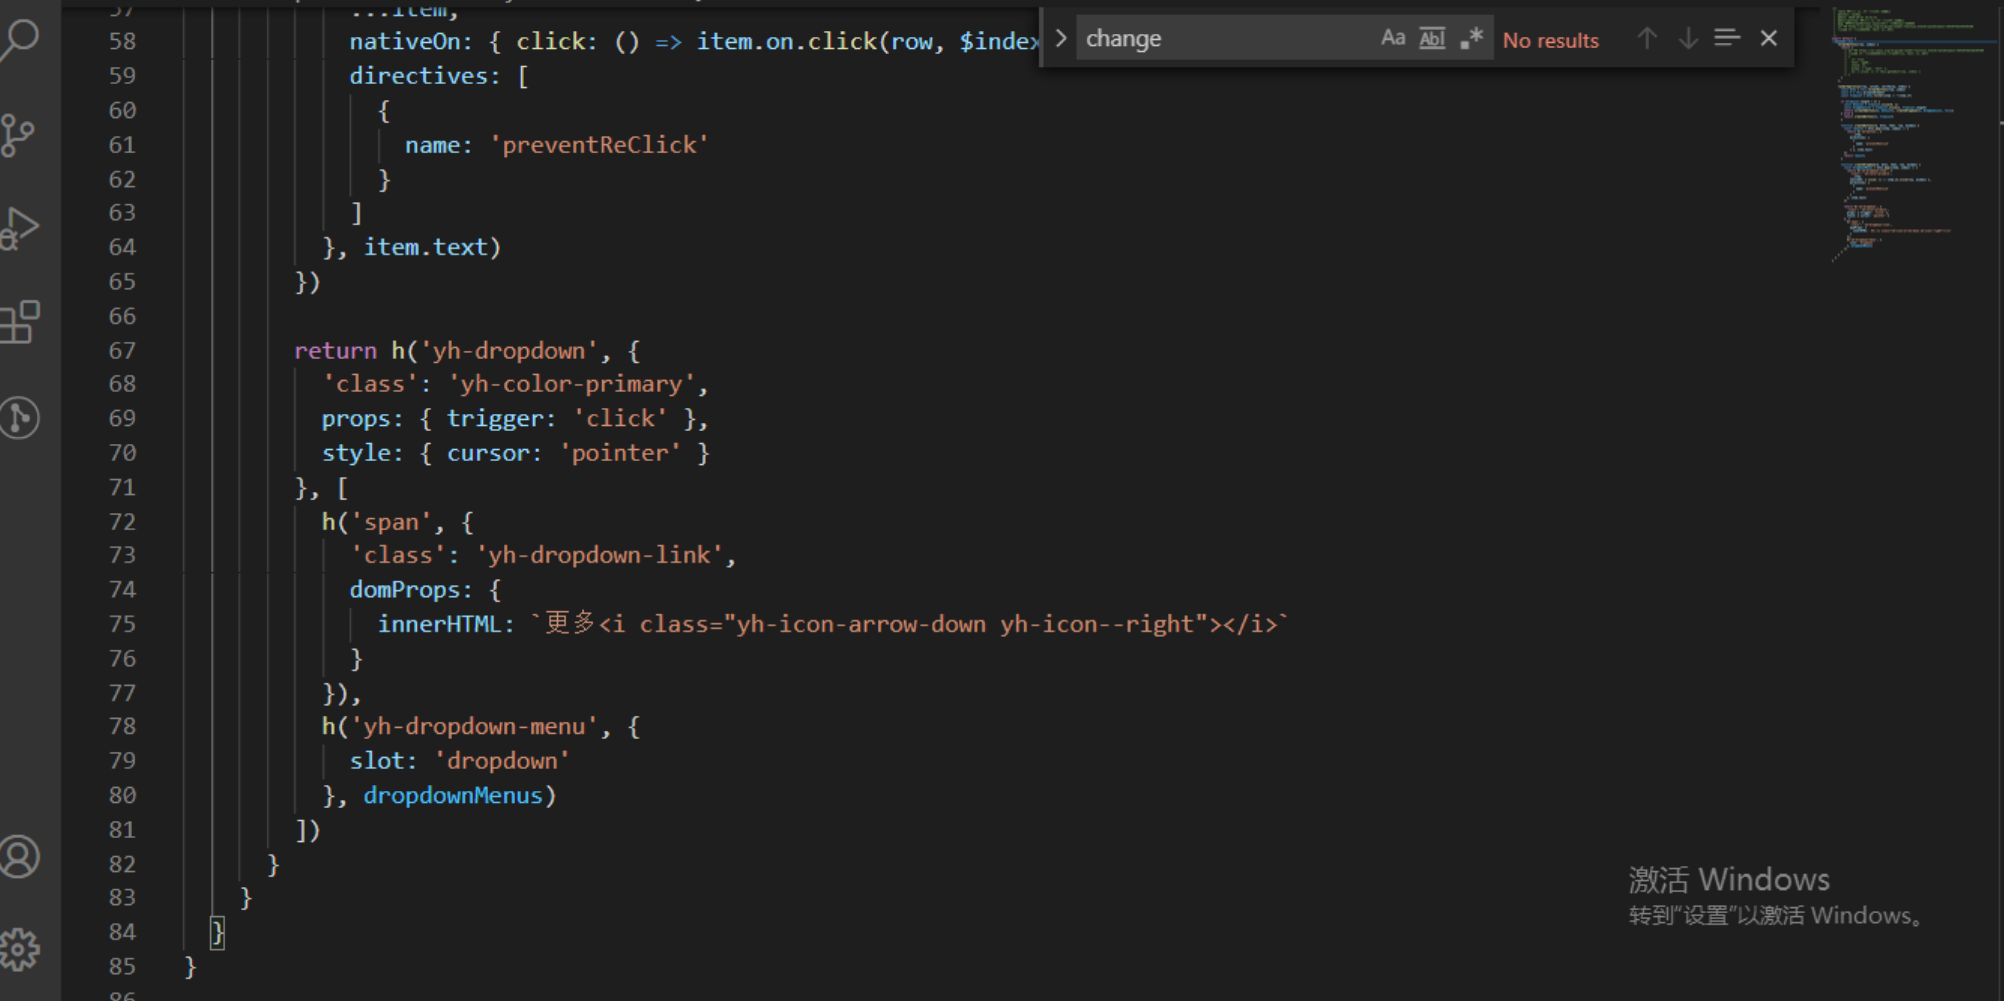 57 ...item,
58 nativeOn: { click: () => item.on.click(row, $index
59 directives: [
60 {
61 name: 'preventReClick'
62 }
63 ]
64 }, item.text)
65 })
66
67 return h('yh-dropdown', {
68 'class': 'yh-color-primary',
69 props: { trigger: 'click' },
70 style: { cursor: 'pointer' }
71 }, [
72 h('span', {
73 'class': 'yh-dropdown-link',
74 domProps: {
75 innerHTML: `更多<i class="yh-icon-arrow-down yh-icon--right"></i>`
76 }
77 }),
78 h('yh-dropdown-menu', {
79 slot: 'dropdown'
80 }, dropdownMenus)
81 ])
82 }
83 }
84 }
85 }
86
change Aa Abl .* No results
激活 Windows
转到“设置”以激活 Windows。